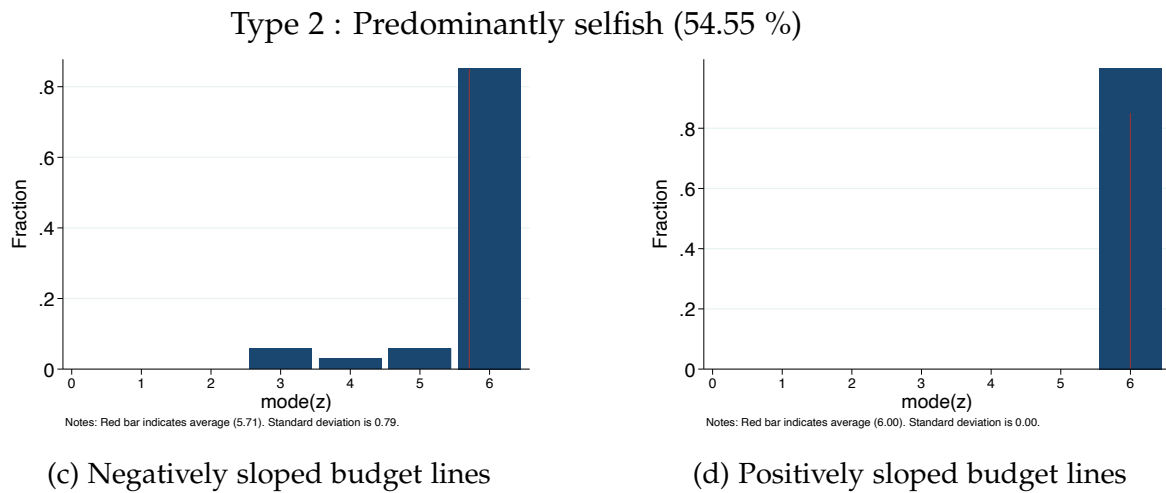 Type 2 : Predominantly selfish (54.55 %)
Fraction
.8
.6
.4
.2
0
0 1 2 3 4 5 6
mode(z)
Notes: Red bar indicates average (5.71). Standard deviation is 0.79.
(c) Negatively sloped budget lines
Fraction
.8
.6
.4
.2
0
0 1 2 3 4 5 6
mode(z)
Notes: Red bar indicates average (6.00). Standard deviation is 0.00.
(d) Positively sloped budget lines